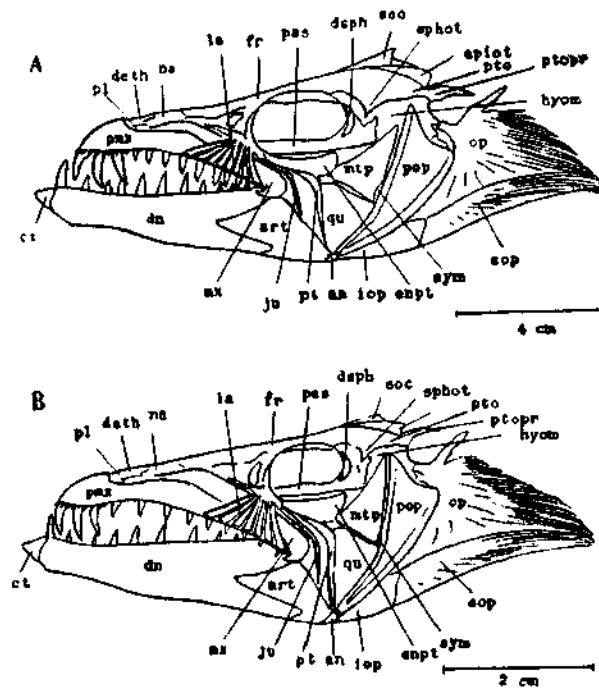 A
soc
dsph
sphot
la
fr
pas
epiot
pto
ptopr
pl
deth
na
hyom
pmx
op
mtp
pop
qu
dn
art
ct
sop
sym
mx
ju
pt an iop enpt
4 cm
B
dsph
soc
sphot
la
fr
pas
pto
pl
deth
na
ptopr
hyom
pmx
mtp
pop
op
dn
qu
ct
art
sop
sym
mx
ju
pt
an
iop
enpt
2 cm